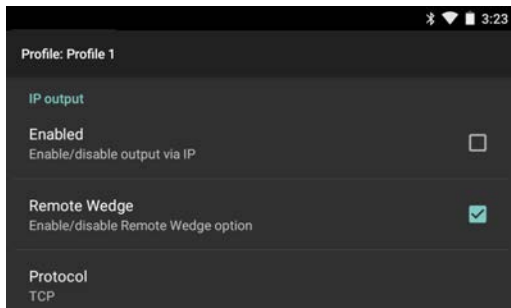 3:23
Profile: Profile 1
IP output
Enabled
Enable/disable output via IP
Remote Wedge
Enable/disable Remote Wedge option
Protocol
TCP